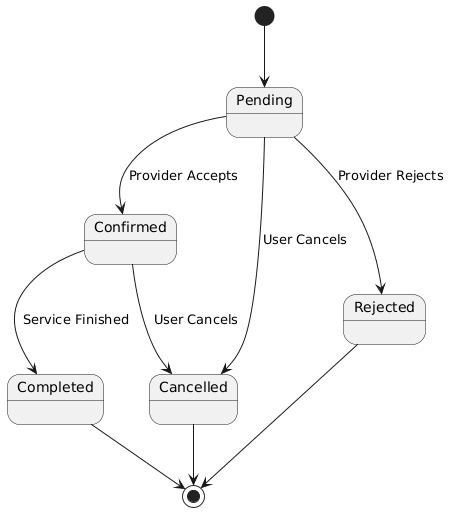 Pending
Provider Accepts
Provider Rejects
Confirmed
User Cancels
Rejected
Service Finished
User Cancels
Completed
Cancelled